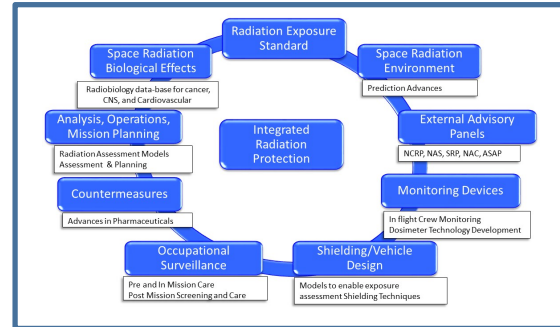 Radiation Exposure
Standard
Space Radiation
Environment
Prediction Advances
External Advisory
Panels
NCRP, NAS, SRP, NAC, ASAP
Monitoring Devices
In flight Crew Monitoring
Dosimeter Technology Development
Shielding/Vehicle
Design
Models to enable exposure
assessment Shielding Techniques
Occupational
Surveillance
Pre and In Mission Care
Post Mission Screening and Care
Countermeasures
Advances in Pharmaceuticals
Analysis, Operations,
Mission Planning
Radiation Assessment Models
Assessment & Planning
Space Radiation
Biological Effects
Radiobiology data-base for cancer,
CNS, and Cardiovascular
Integrated
Radiation
Protection